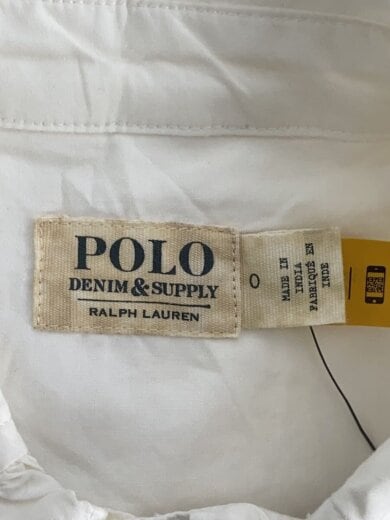 POLO
DENIM & SUPPLY
RALPH LAUREN
0
MADE IN
INDIA
FABRIQUÉ EN
INDE